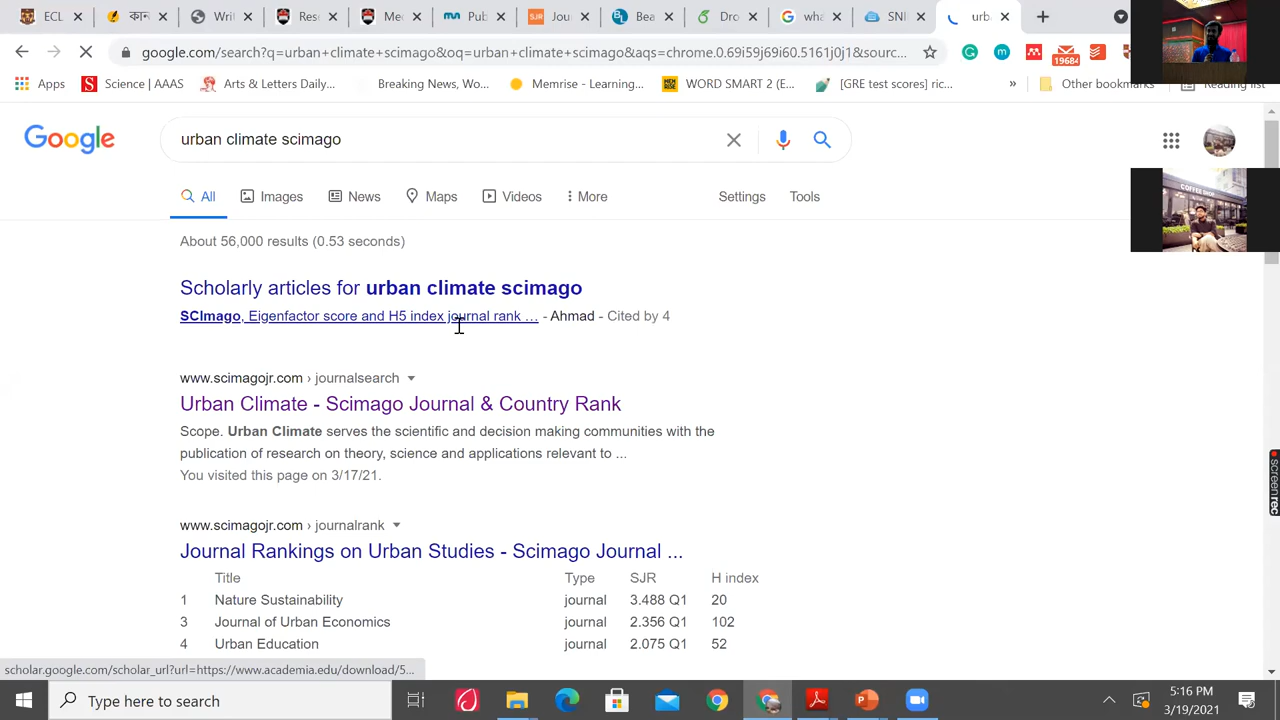 ECL
Wri
Res
Me
Pub
SJR Jou
Bea
Dro
wha
SNI
urb
google.com/search?q=urban+climate+scimago&oq=urban+climate+scimago&aqs=chrome.0.69i59j69i60.5161j0j1&sourc...
19684
Apps
Science | AAAS
Arts & Letters Daily...
Breaking News, Wo...
Memrise - Learning...
WORD SMART 2 (E...
[GRE test scores] ric...
»
Other bookmarks
Reading list
Google
urban climate scimago
All
Images
News
Maps
Videos
More
Settings
Tools
COFFEE SHOP
About 56,000 results (0.53 seconds)
Scholarly articles for urban climate scimago
SCImago, Eigenfactor score and H5 index journal rank … - Ahmad - Cited by 4
www.scimagojr.com › journalsearch
Urban Climate - Scimago Journal & Country Rank
Scope. Urban Climate serves the scientific and decision making communities with the
publication of research on theory, science and applications relevant to ...
You visited this page on 3/17/21.
www.scimagojr.com › journalrank
Journal Rankings on Urban Studies - Scimago Journal ...
Title Type SJR H index
1 Nature Sustainability journal 3.488 Q1 20
3 Journal of Urban Economics journal 2.356 Q1 102
4 Urban Education journal 2.075 Q1 52
screenrec
scholar.google.com/scholar_url?url=https://www.academia.edu/download/5...
Type here to search
5:16 PM
3/19/2021